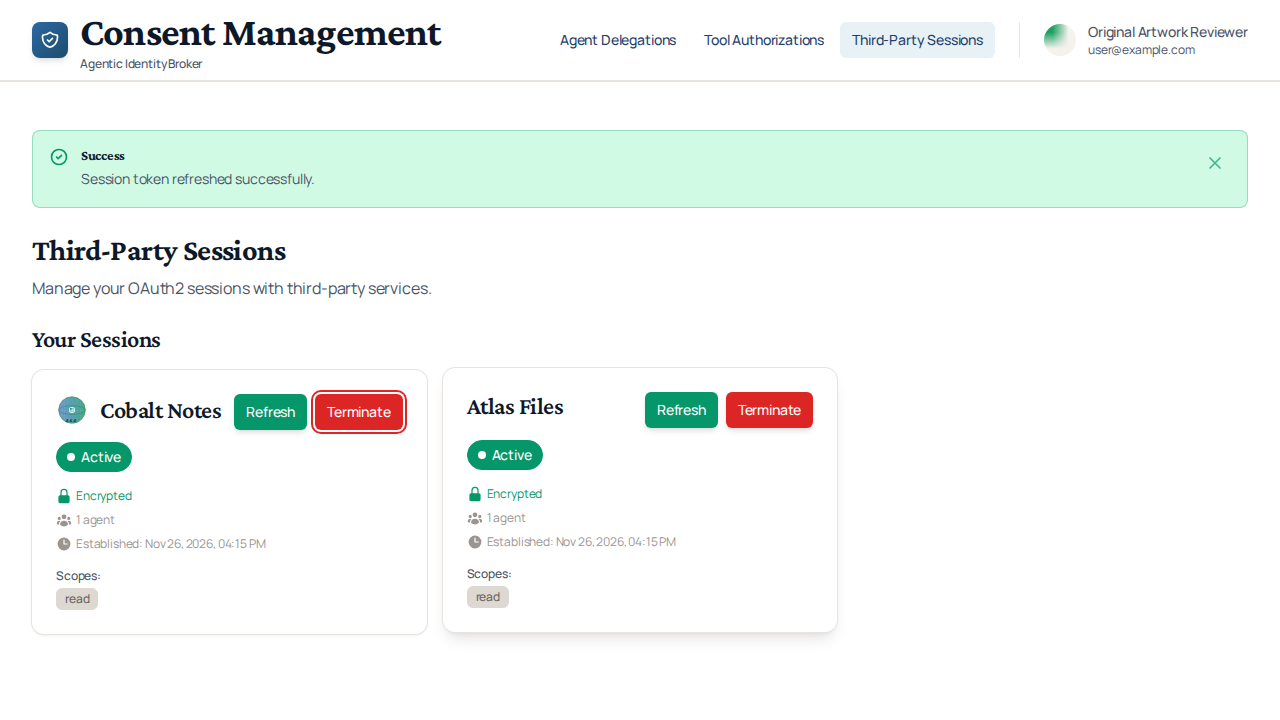 Consent Management
Agentic IdentityBroker
Agent Delegations
Tool Authorizations
Third-Party Sessions
Original Artwork Reviewer
user@example.com
Success
Session token refreshed successfully.
Third-Party Sessions
Manage your OAuth2 sessions with third-party services.
Your Sessions
Cobalt Notes
Refresh
Terminate
Active
Encrypted
1 agent
Established: Nov 26, 2026, 04:15 PM
Scopes:
read
Atlas Files
Refresh
Terminate
Active
Encrypted
1 agent
Established: Nov 26, 2026, 04:15 PM
Scopes:
read